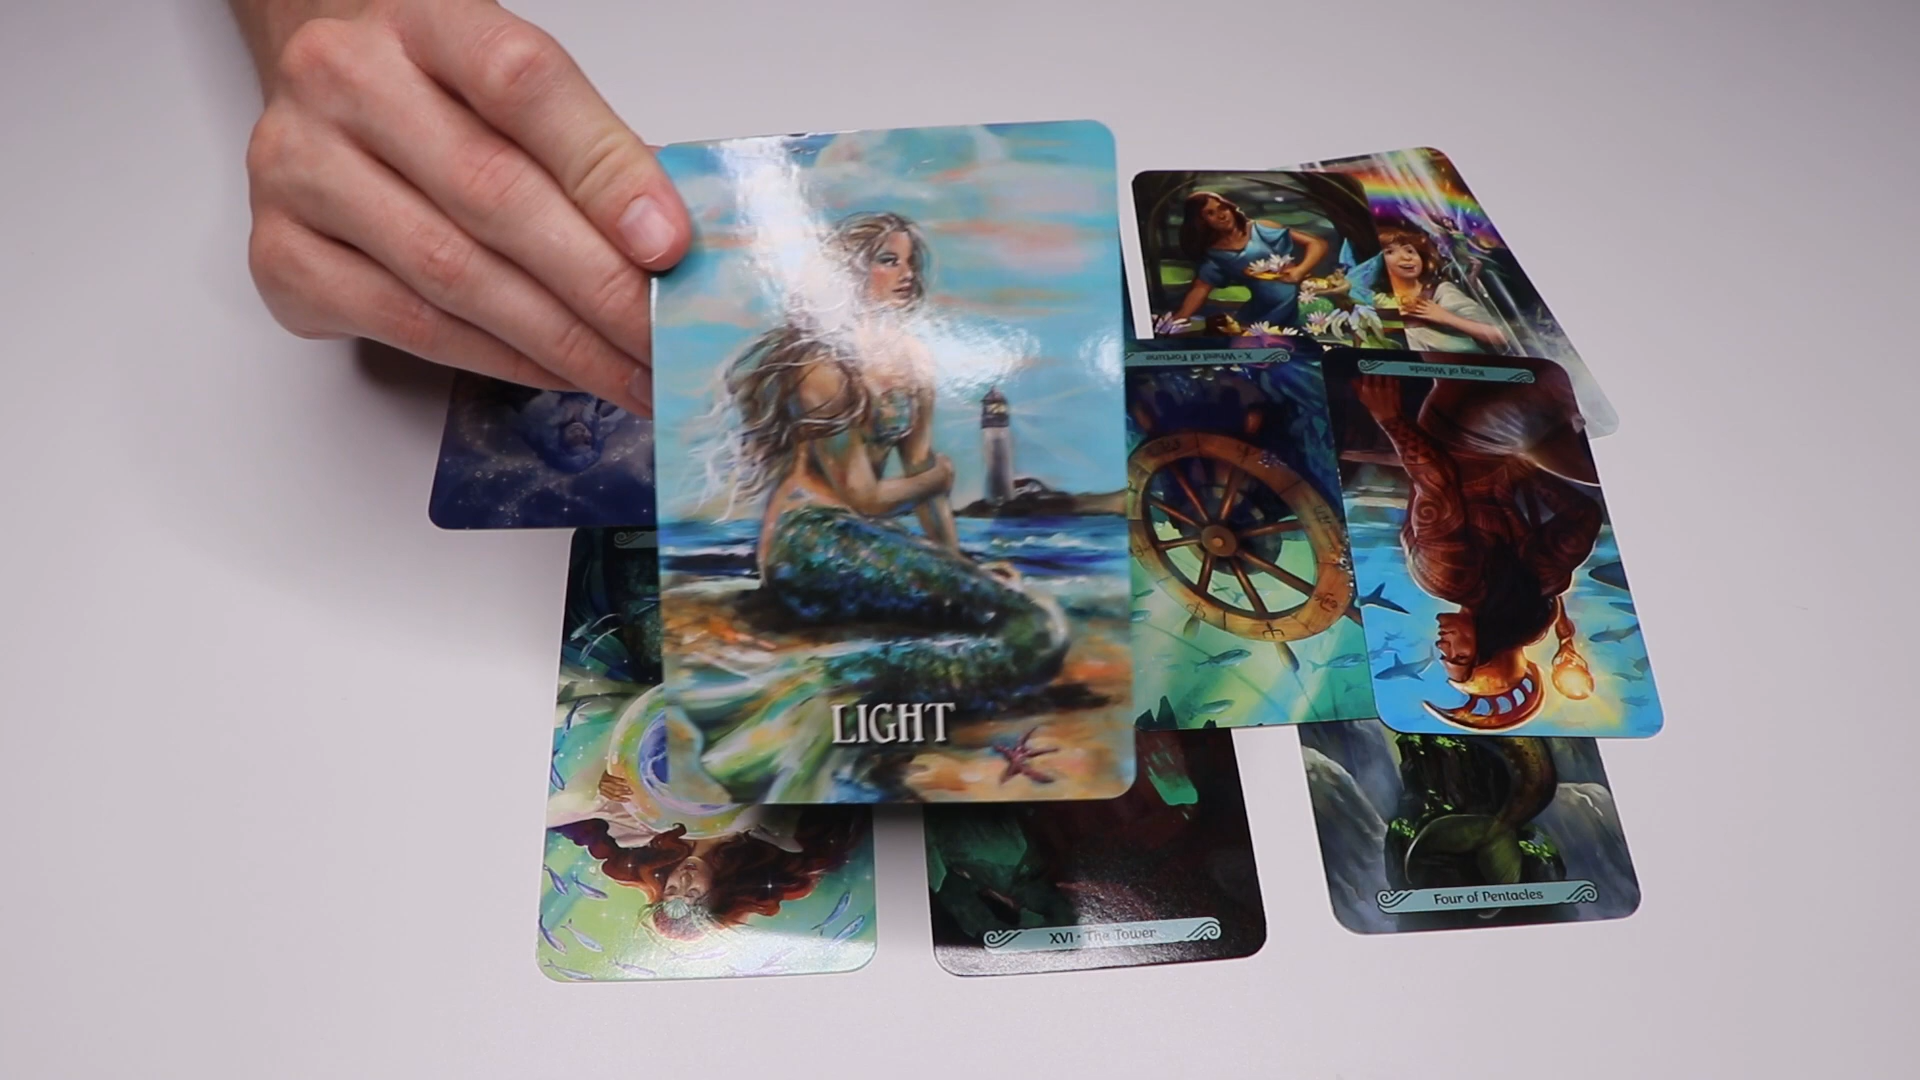 X • Wheel of Fortune
King of Wands
LIGHT
Four of Pentacles
XVI • The Tower